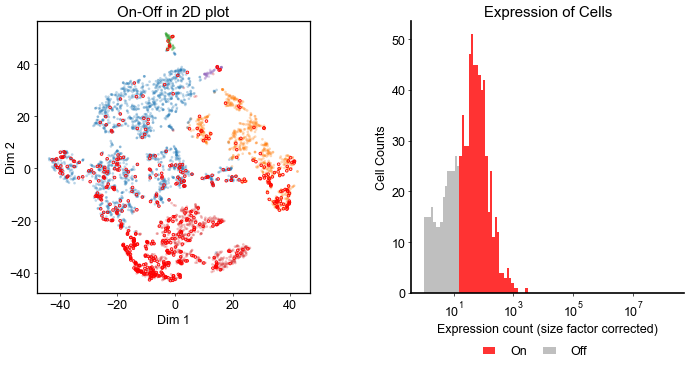 On-Off in 2D plot
40
20
0
−20
−40
Dim 2
−40
−20
0
20
40
Dim 1
Expression of Cells
50
40
30
20
10
0
Cell Counts
10^1
10^3
10^5
10^7
Expression count (size factor corrected)
On
Off